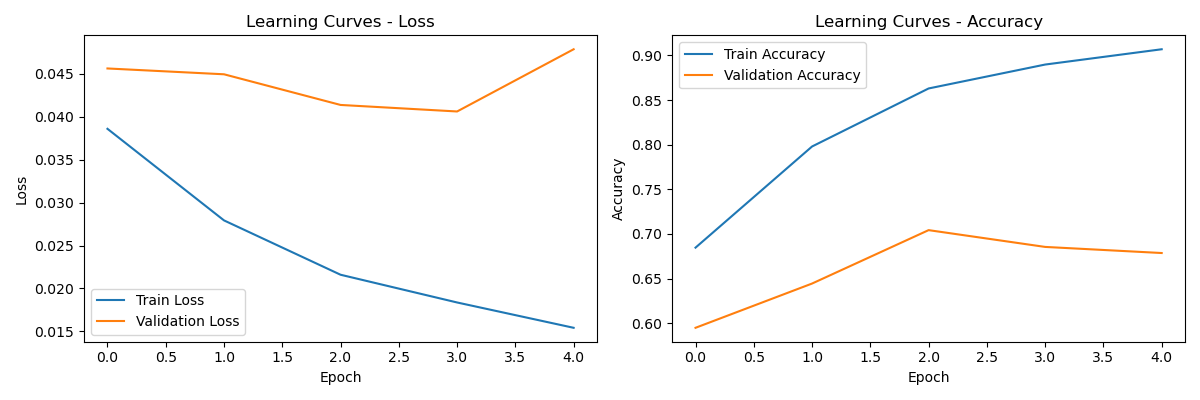 Learning Curves - Loss
Loss
0.045
0.040
0.035
0.030
0.025
0.020
0.015
Train Loss
Validation Loss
0.0 0.5 1.0 1.5 2.0 2.5 3.0 3.5 4.0
Epoch
Learning Curves - Accuracy
Accuracy
0.90
0.85
0.80
0.75
0.70
0.65
0.60
Train Accuracy
Validation Accuracy
0.0 0.5 1.0 1.5 2.0 2.5 3.0 3.5 4.0
Epoch